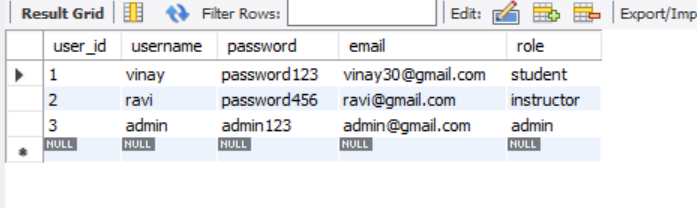 Result Grid Filter Rows: Edit: Export/Imp
user_id username password email role
1 vinay password123 vinay30@gmail.com student
2 ravi password456 ravi@gmail.com instructor
3 admin admin123 admin@gmail.com admin
NULL NULL NULL NULL NULL